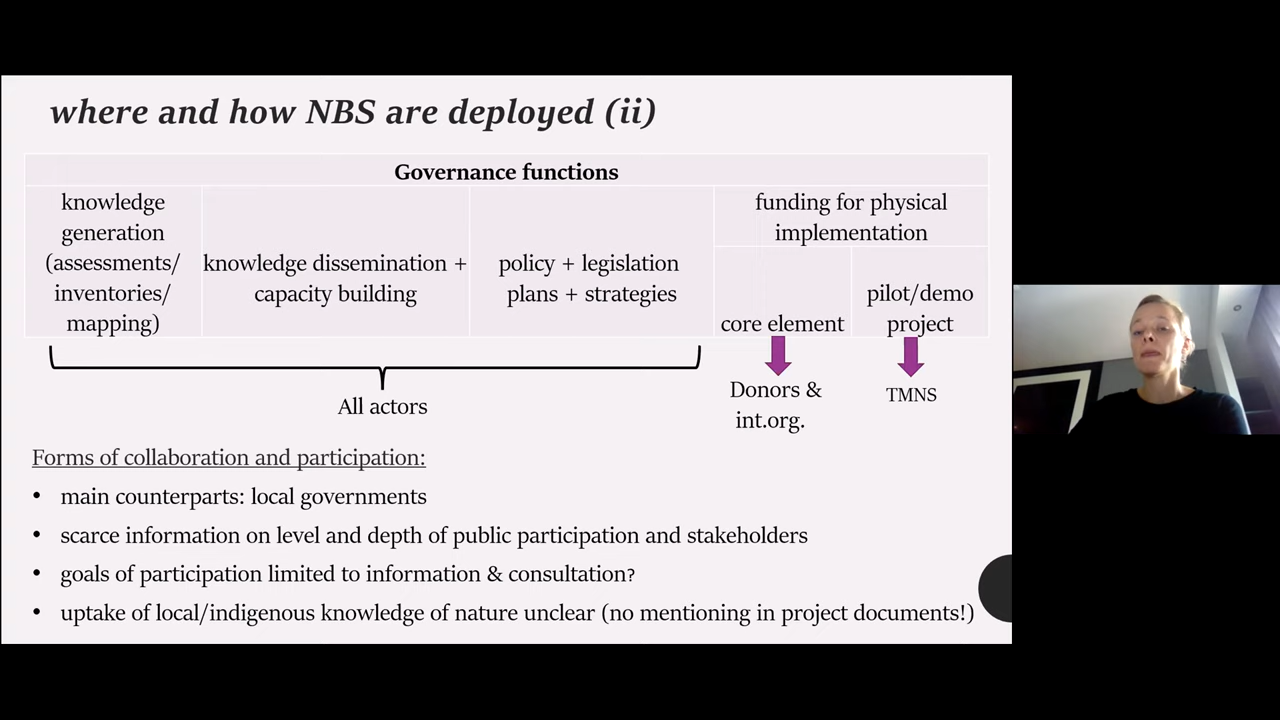 where and how NBS are deployed (ii)
Governance functions
knowledge
generation
(assessments/
inventories/
mapping)
knowledge dissemination +
capacity building
policy + legislation
plans + strategies
funding for physical
implementation
core element
pilot/demo
project
All actors
Donors &
int.org.
TMNS
Forms of collaboration and participation:
• main counterparts: local governments
• scarce information on level and depth of public participation and stakeholders
• goals of participation limited to information & consultation?
• uptake of local/indigenous knowledge of nature unclear (no mentioning in project documents!)